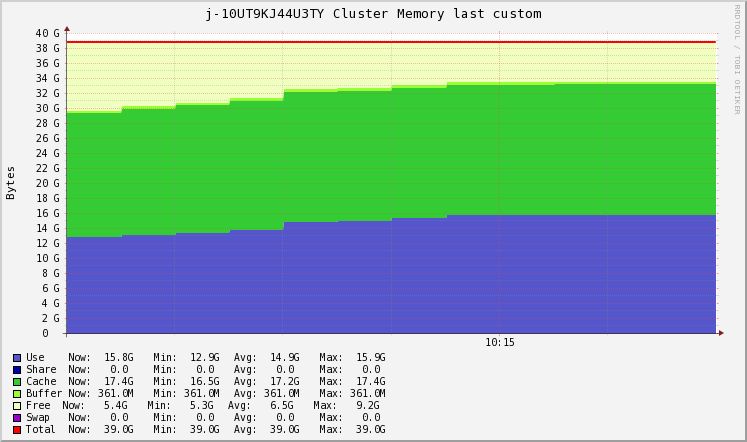 j-10UT9KJ44U3TY Cluster Memory last custom
RRDTOOL / TOBI OETIKER
Bytes
40 G
38 G
36 G
34 G
32 G
30 G
28 G
26 G
24 G
22 G
20 G
18 G
16 G
14 G
12 G
10 G
8 G
6 G
4 G
2 G
0
10:15
Use Now: 15.8G Min: 12.9G Avg: 14.9G Max: 15.9G
Share Now: 0.0 Min: 0.0 Avg: 0.0 Max: 0.0
Cache Now: 17.4G Min: 16.5G Avg: 17.2G Max: 17.4G
Buffer Now: 361.0M Min: 361.0M Avg: 361.0M Max: 361.0M
Free Now: 5.4G Min: 5.3G Avg: 6.5G Max: 9.2G
Swap Now: 0.0 Min: 0.0 Avg: 0.0 Max: 0.0
Total Now: 39.0G Min: 39.0G Avg: 39.0G Max: 39.0G